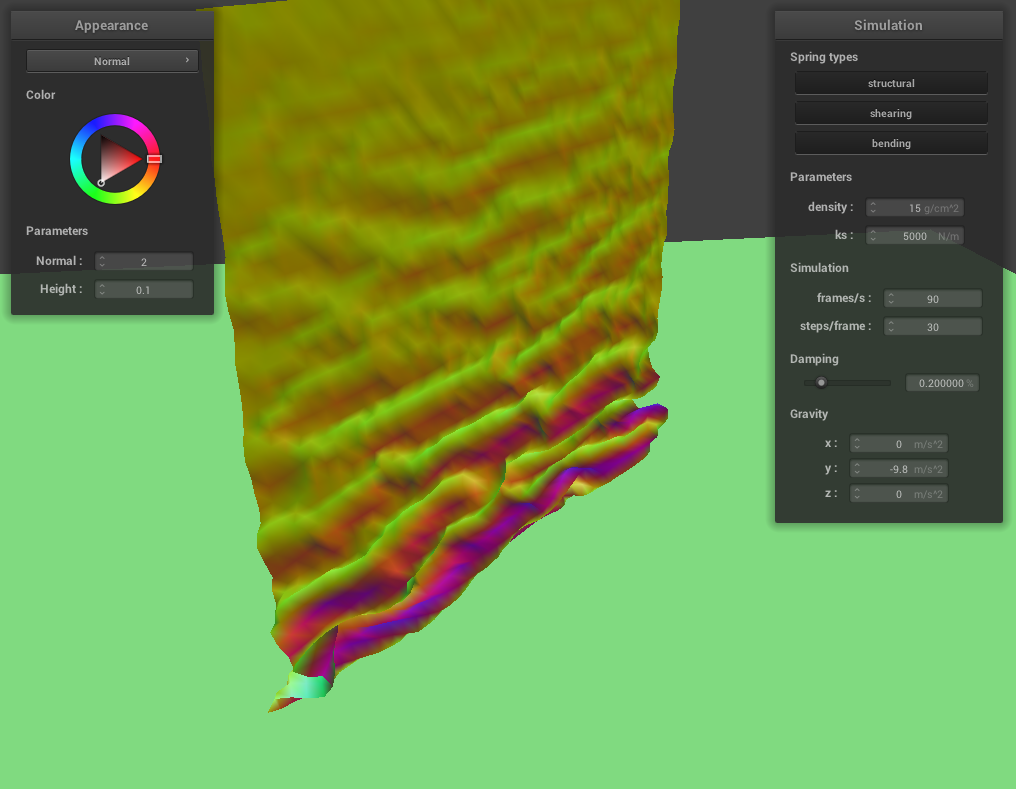 Appearance
Normal ›
Color
Parameters
Normal : 2
Height : 0.1
Simulation
Spring types
structural
shearing
bending
Parameters
density : 15 g/cm^2
ks : 5000 N/m
Simulation
frames/s : 90
steps/frame : 30
Damping
0.200000 %
Gravity
x : 0 m/s^2
y : -9.8 m/s^2
z : 0 m/s^2